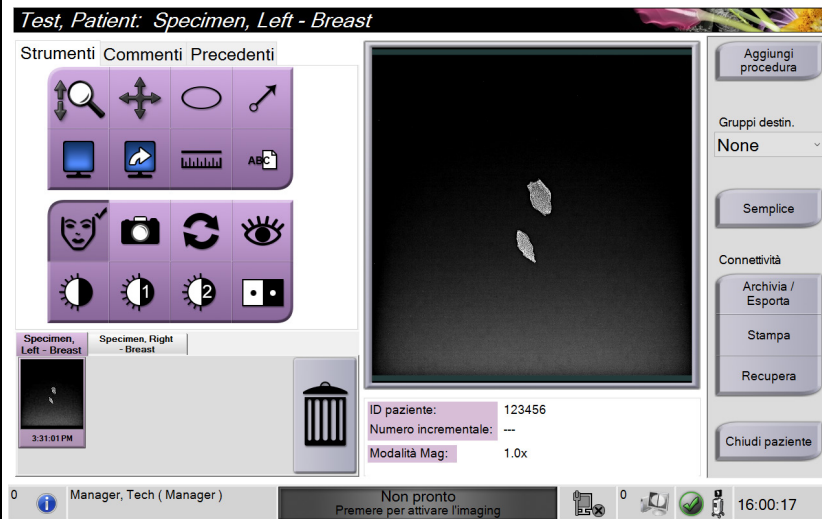 Test, Patient: Specimen, Left - Breast
Strumenti Commenti Precedenti
ABC
1 2
Specimen,
Left - Breast
Specimen, Right
- Breast
3:31:01 PM
ID paziente: 123456
Numero incrementale: ---
Modalità Mag: 1.0x
Aggiungi
procedura
Gruppi destin.
None
Semplice
Connettività
Archivia /
Esporta
Stampa
Recupera
Chiudi paziente
0
i
Manager, Tech ( Manager )
Non pronto
Premere per attivare l'imaging
0
16:00:17